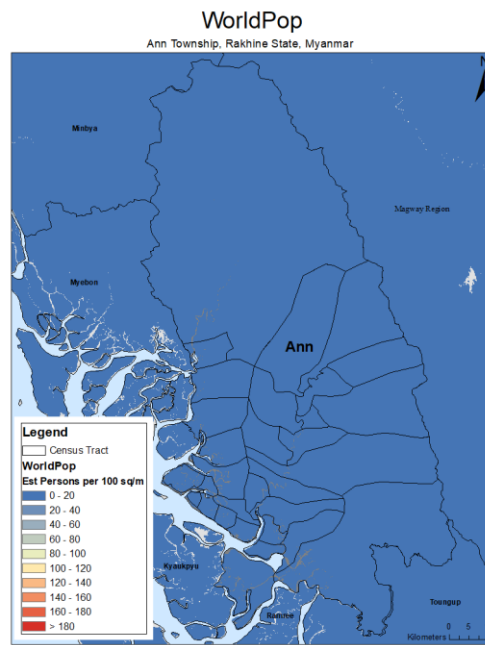 WorldPop
Ann Township, Rakhine State, Myanmar
N
Minbya
Magway Region
Myebon
Ann
Legend
Census Tract
WorldPop
Est Persons per 100 sq/m
0 - 20
20 - 40
40 - 60
60 - 80
80 - 100
100 - 120
120 - 140
140 - 160
160 - 180
> 180
Kyaukpyu
Ramree
Toungup
0 5
Kilometers